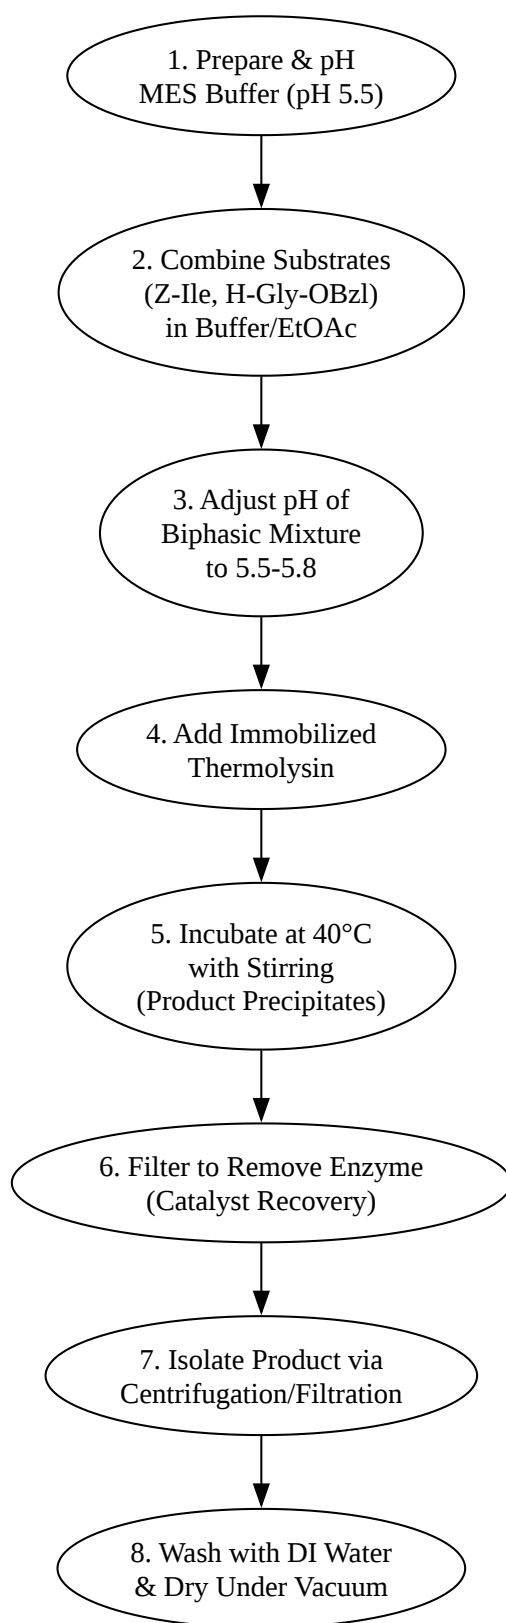 1. Prepare & pH
MES Buffer (pH 5.5)
2. Combine Substrates
(Z-Ile, H-Gly-OBzl)
in Buffer/EtOAc
3. Adjust pH of
Biphasic Mixture
to 5.5-5.8
4. Add Immobilized
Thermolysin
5. Incubate at 40°C
with Stirring
(Product Precipitates)
6. Filter to Remove Enzyme
(Catalyst Recovery)
7. Isolate Product via
Centrifugation/Filtration
8. Wash with DI Water
& Dry Under Vacuum